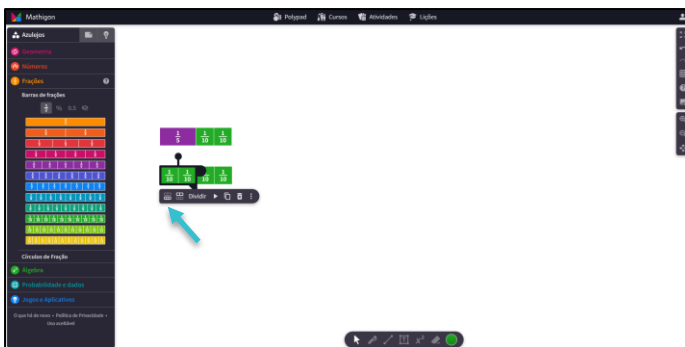 Mathigon
Polypad Cursos Atividades Lições
Azulejos
Geometria
Números
Frações
Barras de frações
1/5 1/10 1/10
1/10 1/10 1/10 1/10
Dividir
Círculos de Fração
Álgebra
Probabilidade e dados
Jogos e Aplicativos
O que há de novo • Política de Privacidade •
Uso aceitável